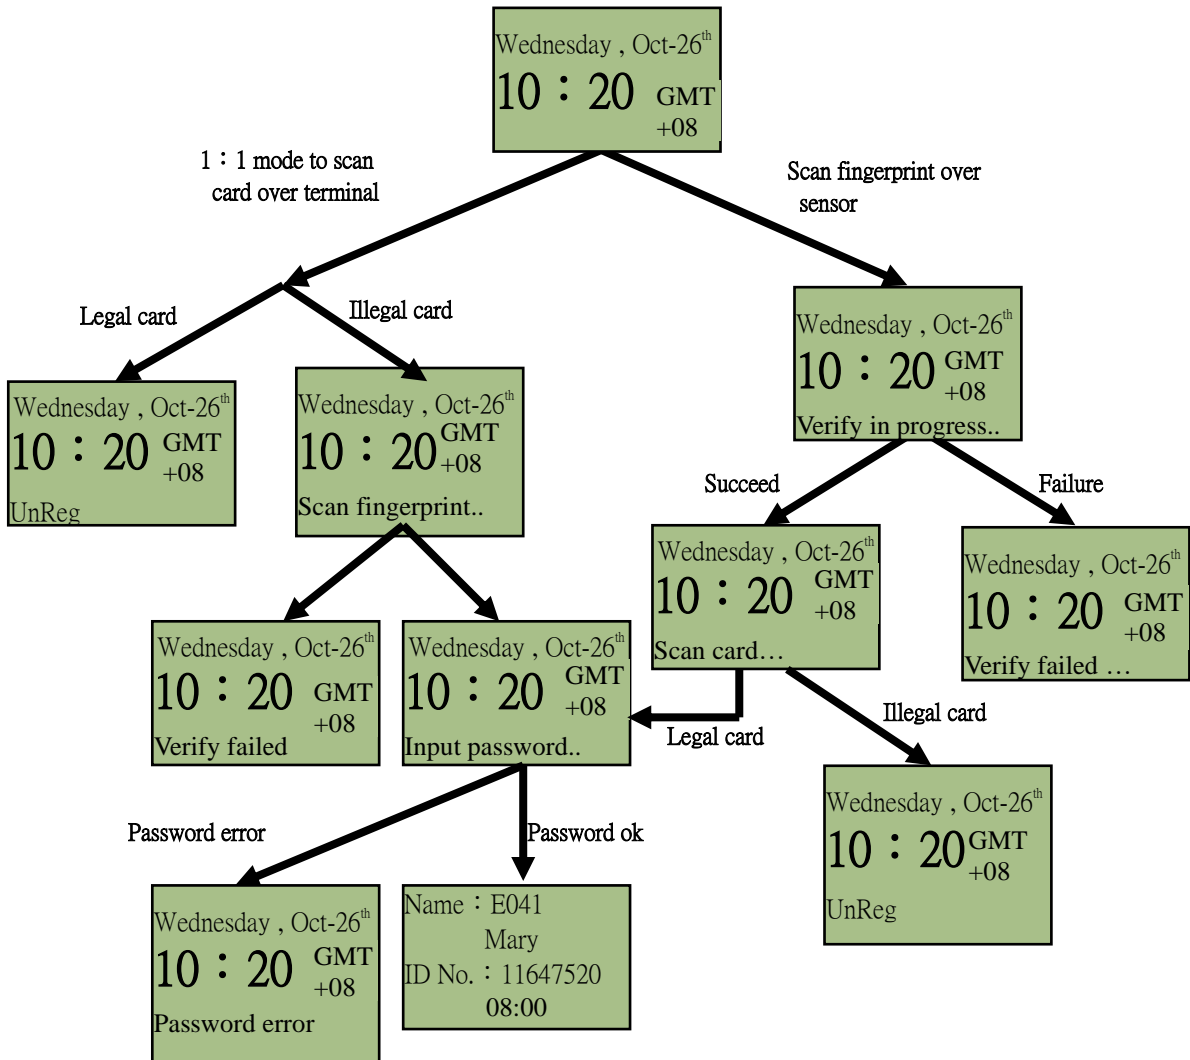 Wednesday , Oct-26th
10：20 GMT
+08
1：1 mode to scan
card over terminal
Scan fingerprint over
sensor
Legal card
Illegal card
Wednesday , Oct-26th
10：20 GMT
+08
Verify in progress..
Wednesday , Oct-26th
10：20 GMT
+08
UnReg
Wednesday , Oct-26th
10：20 GMT
+08
Scan fingerprint..
Succeed
Failure
Wednesday , Oct-26th
10：20 GMT
+08
Scan card…
Wednesday , Oct-26th
10：20 GMT
+08
Verify failed …
Wednesday , Oct-26th
10：20 GMT
+08
Verify failed
Wednesday , Oct-26th
10：20 GMT
+08
Input password..
Legal card
Illegal card
Wednesday , Oct-26th
10：20 GMT
+08
UnReg
Password error
Password ok
Wednesday , Oct-26th
10：20 GMT
+08
Password error
Name：E041
Mary
ID No.：11647520
08:00